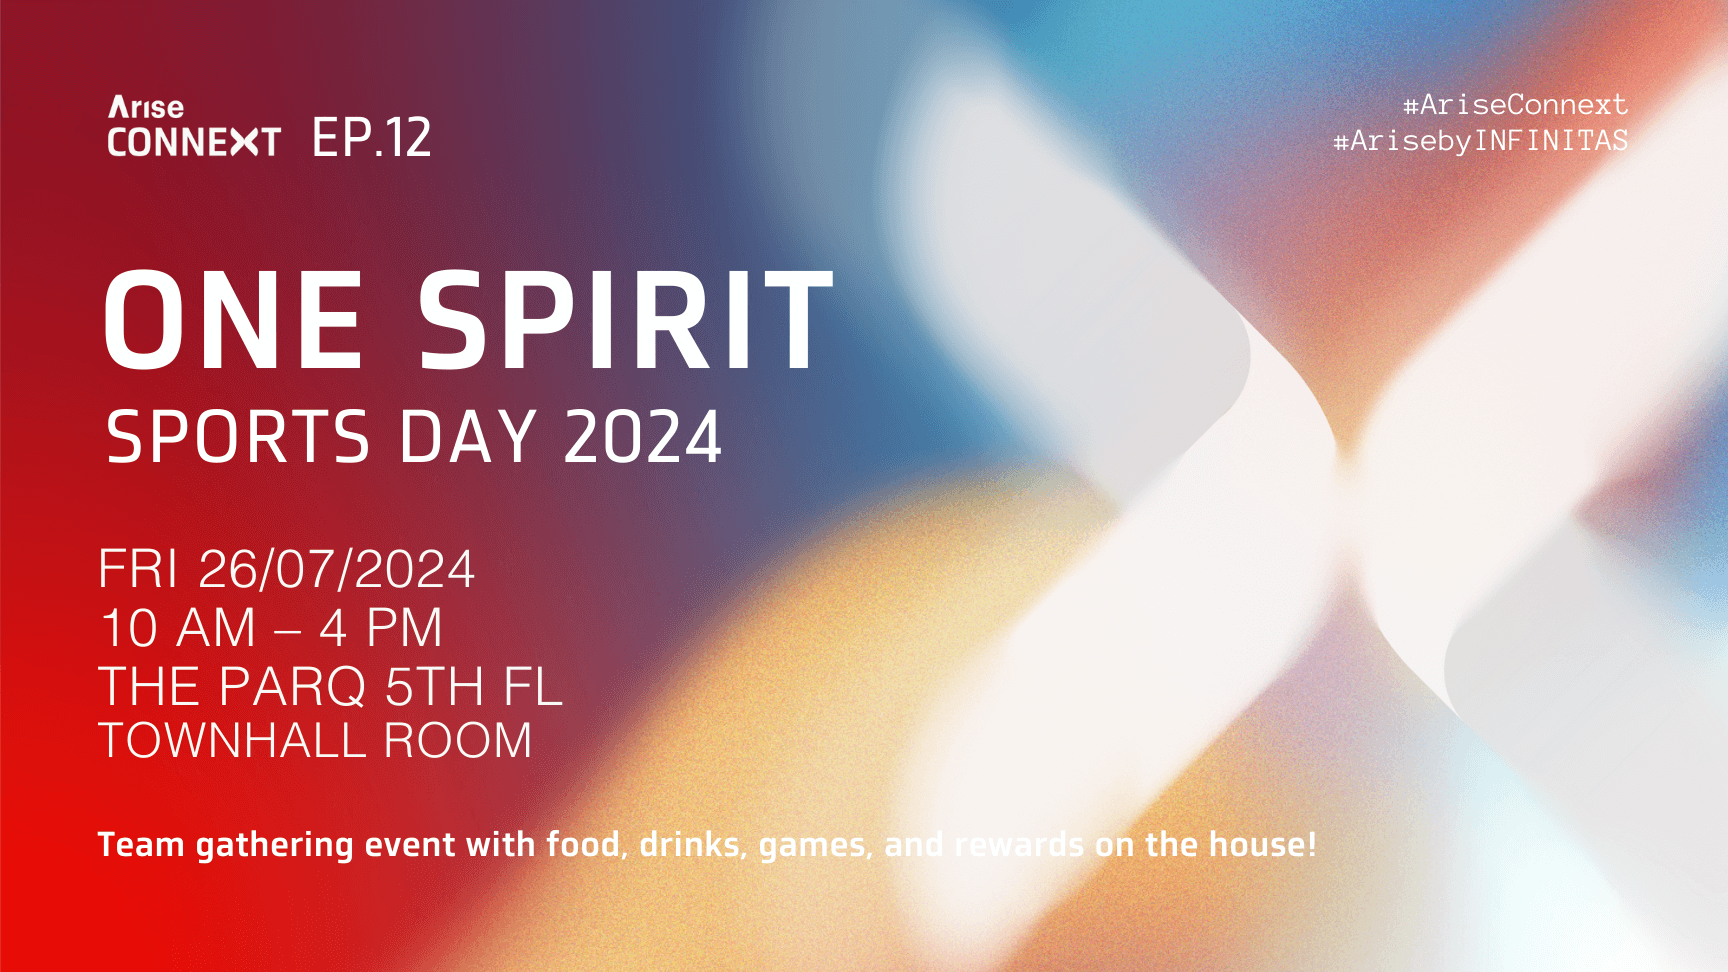 Arise
CONNEXT EP.12
#AriseConnext
#ArisebyINFINITAS
ONE SPIRIT
SPORTS DAY 2024
FRI 26/07/2024
10 AM – 4 PM
THE PARQ 5TH FL
TOWNHALL ROOM
Team gathering event with food, drinks, games, and rewards on the house!